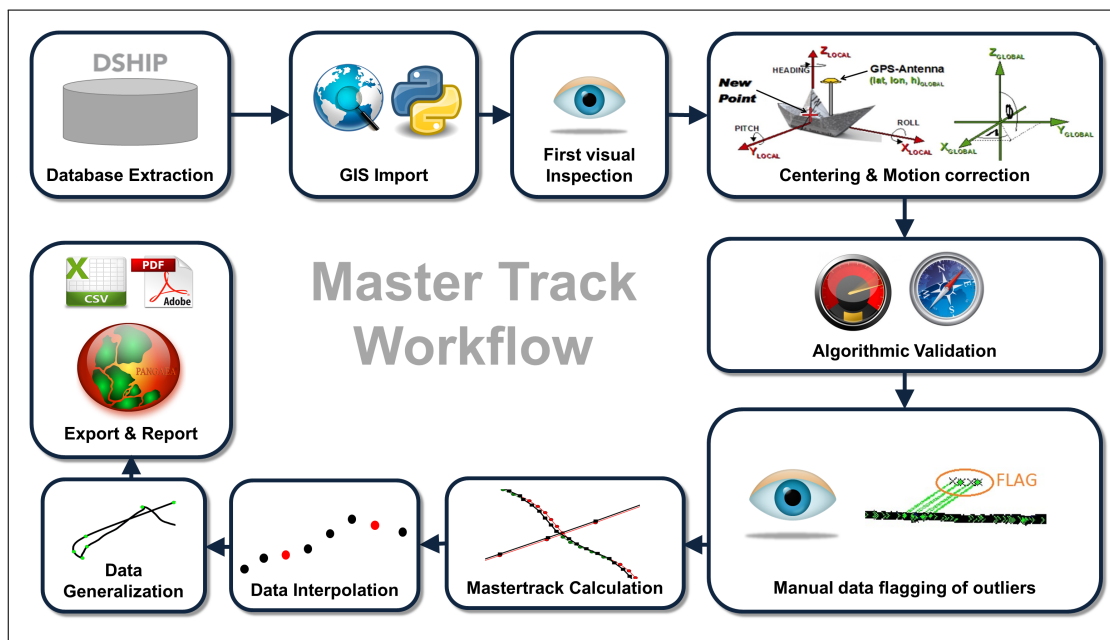 DSHIP
Database Extraction
GIS Import
First visual
Inspection
Z LOCAL
HEADING
GPS-Antenna
(lat, lon, h)GLOBAL
New
Point
PITCH
Y LOCAL
ROLL
X LOCAL
Z GLOBAL
Y GLOBAL
X GLOBAL
Centering & Motion correction
Master Track
Workflow
N
E
S
Algorithmic Validation
FLAG
Manual data flagging of outliers
Mastertrack Calculation
Data Interpolation
Data
Generalization
X
CSV
PDF
Adobe
PANGAEA
Export & Report